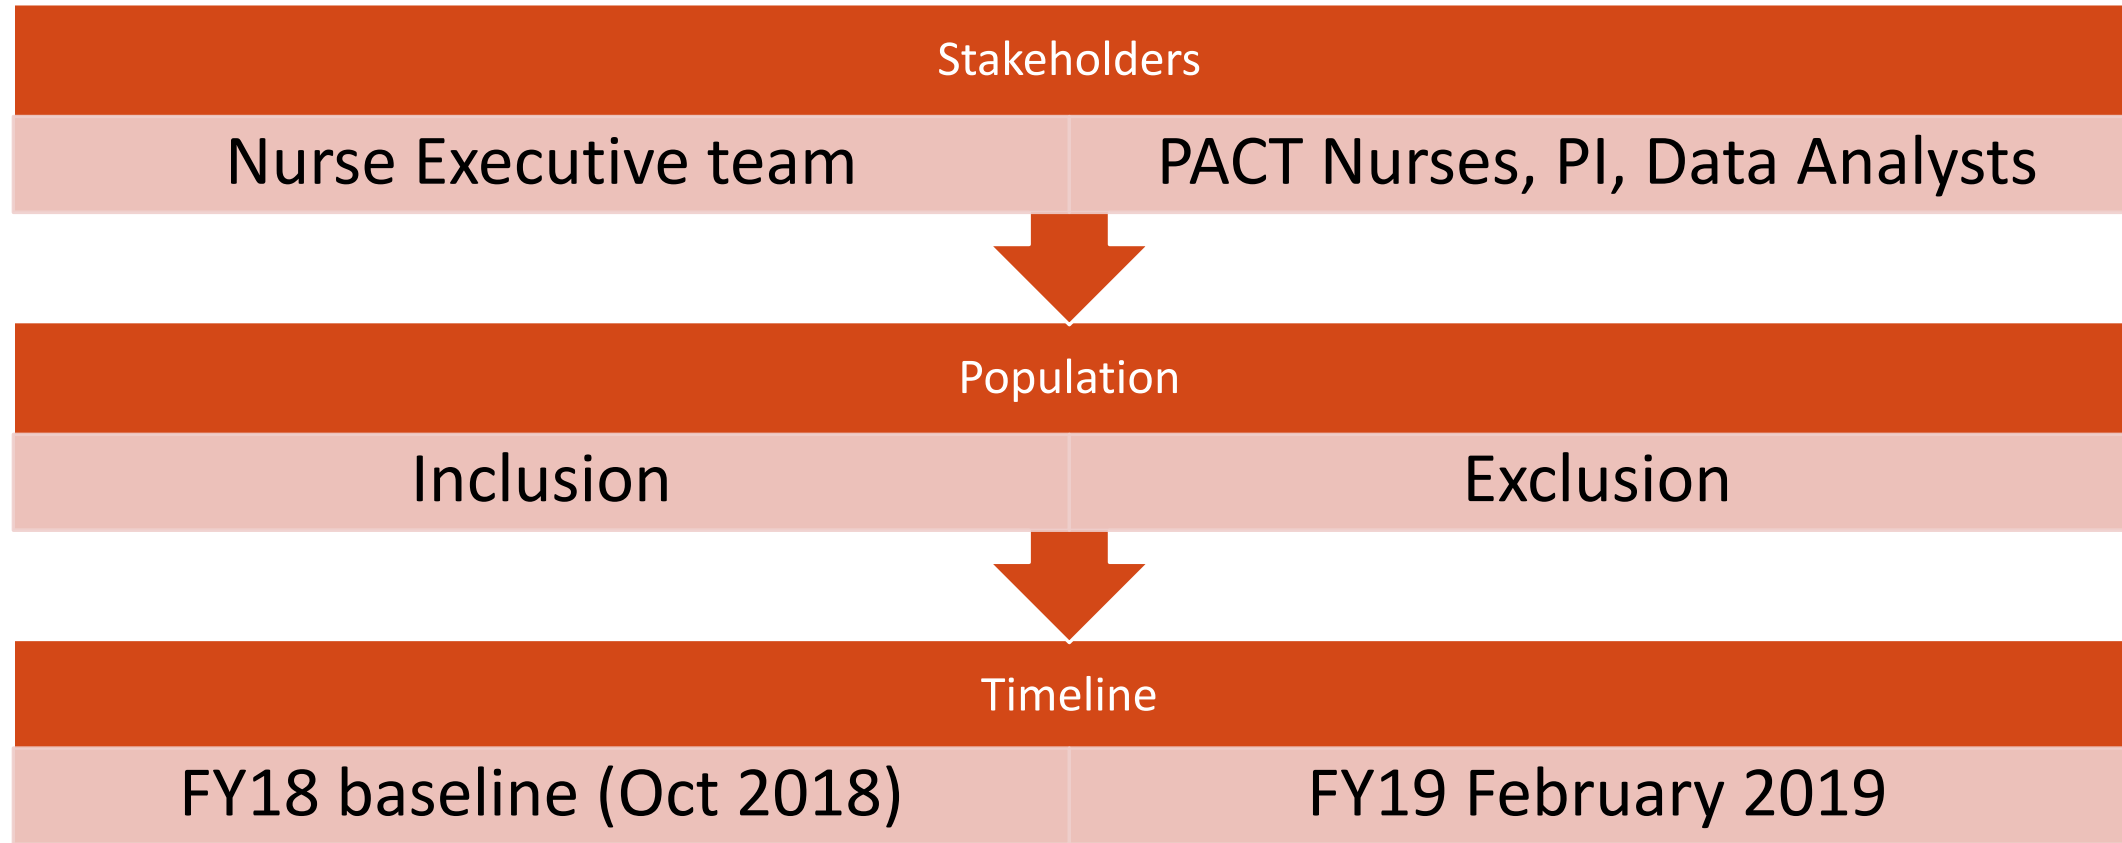 Stakeholders
Nurse Executive team
PACT Nurses, PI, Data Analysts
Population
Inclusion
Exclusion
Timeline
FY18 baseline (Oct 2018)
FY19 February 2019